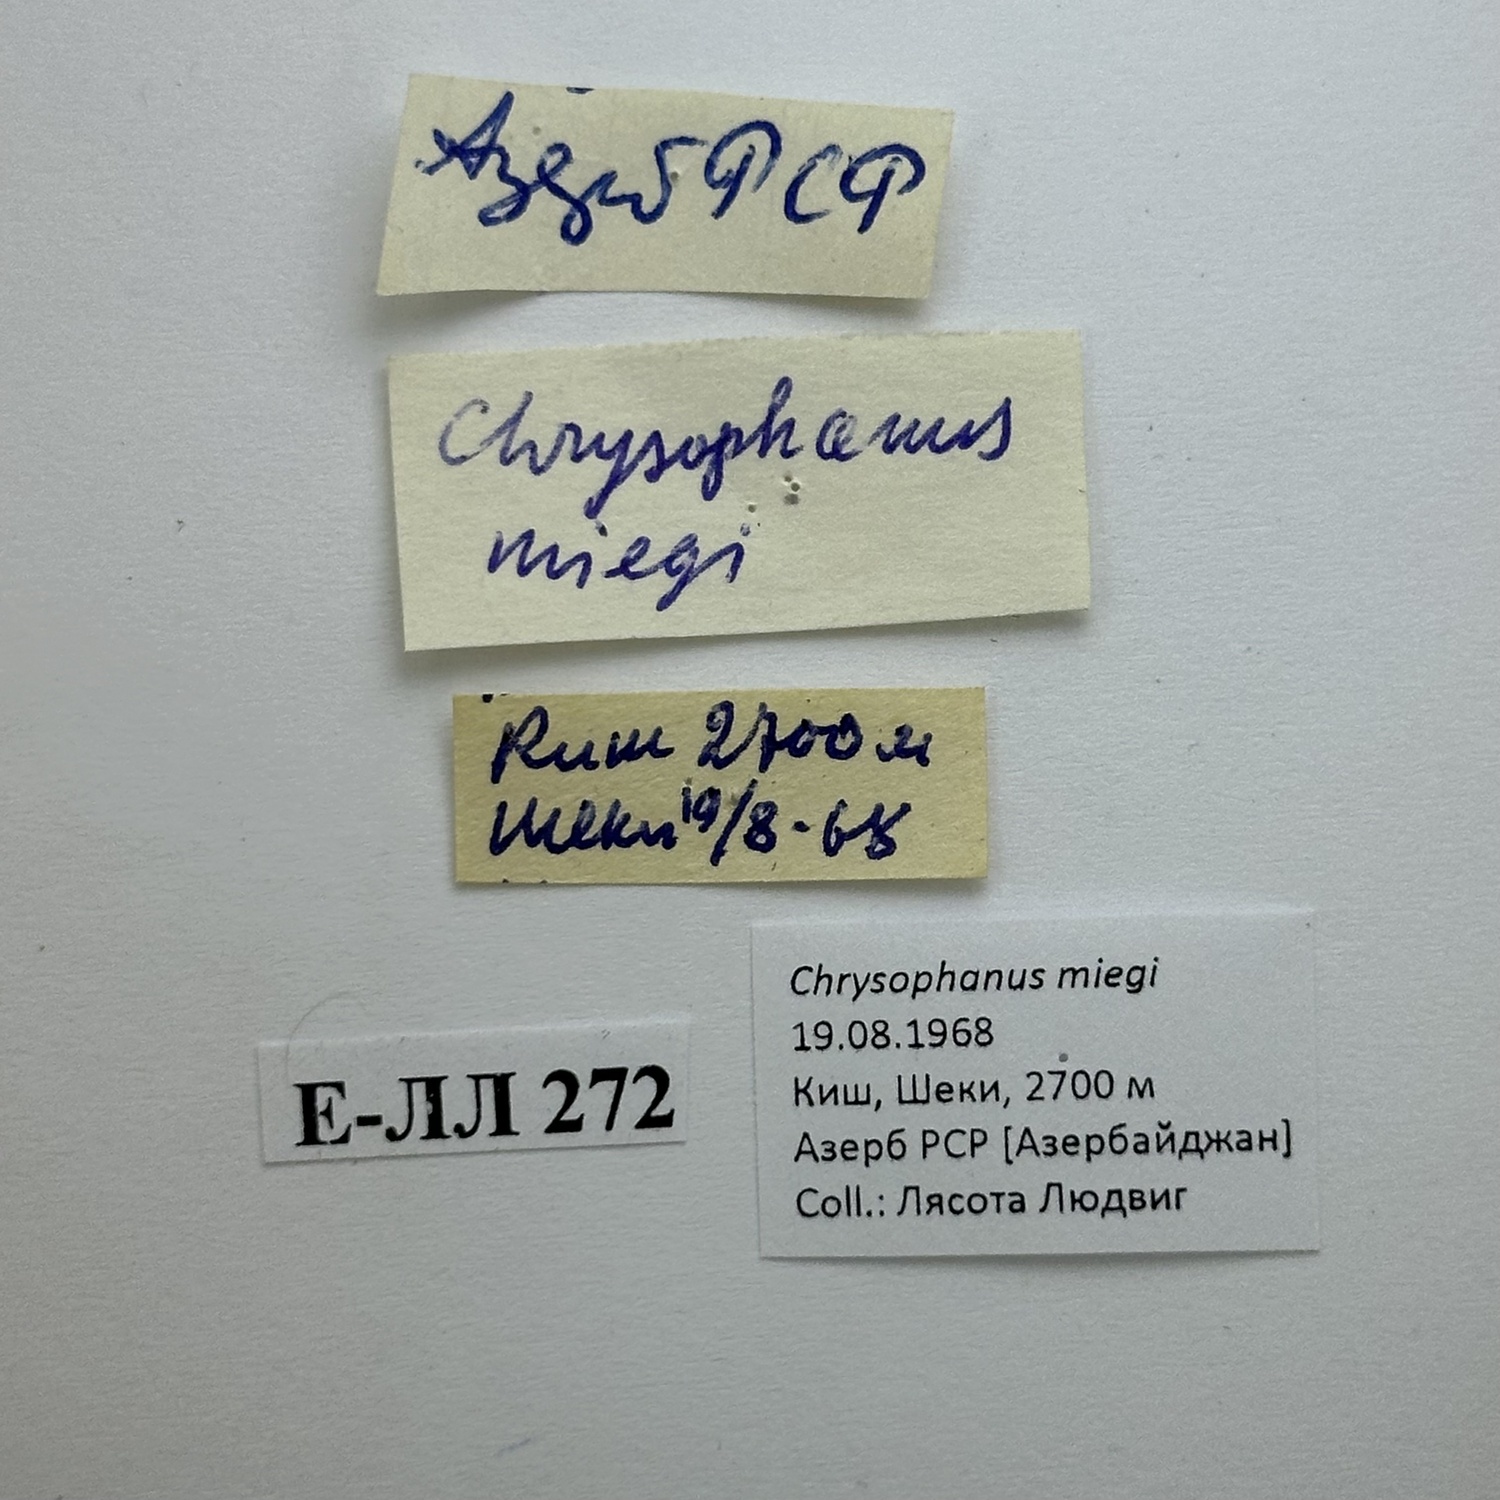 Азерб РСР
Chrysophanus
miegi
Киш 2700 м
Шеки 19/8-68
Е-ЛЛ 272
Chrysophanus miegi
19.08.1968
Киш, Шеки, 2700 м
Азерб РСР [Азербайджан]
Coll.: Лясота Людвиг